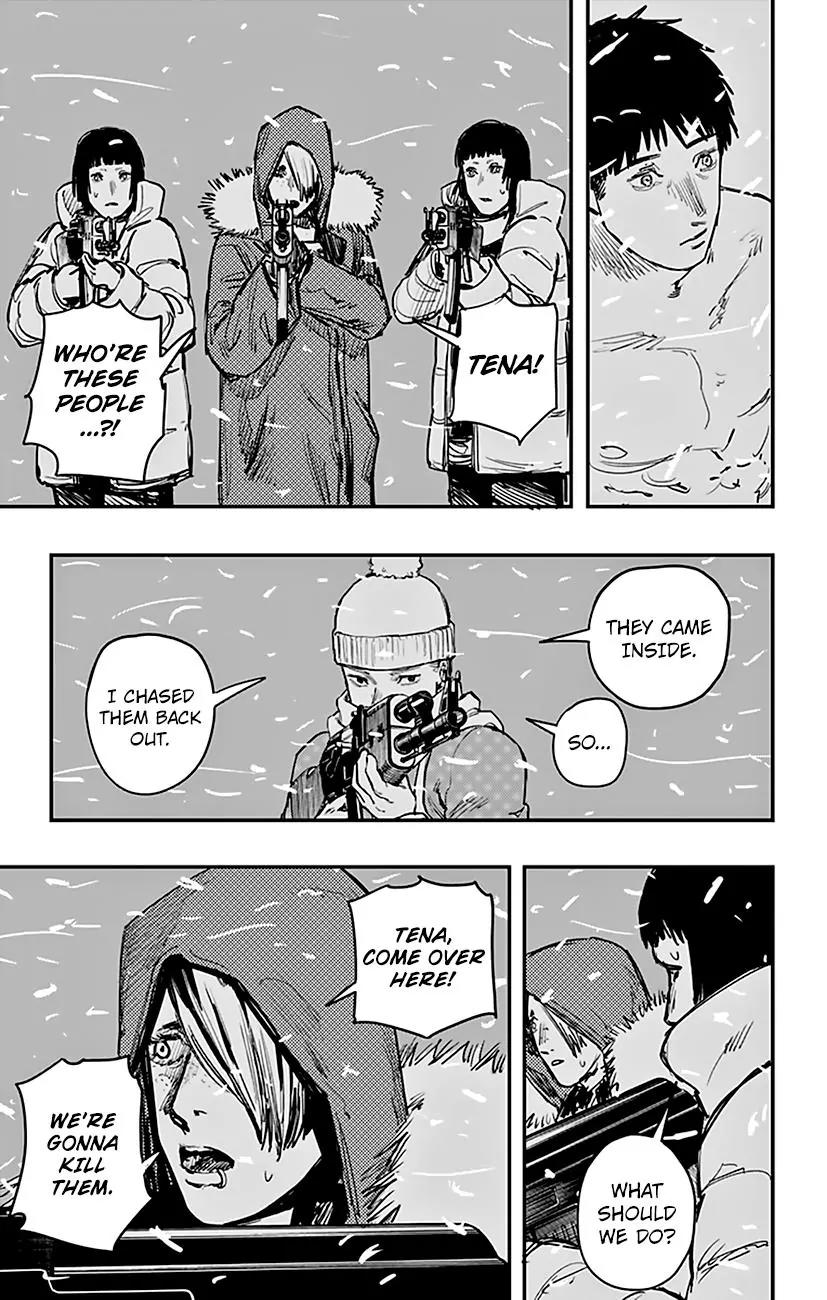 TENA!
WHO'RE
THESE
PEOPLE
...?!
THEY CAME
INSIDE.
SO...
I CHASED
THEM BACK
OUT.
WHAT
SHOULD
WE DO?
TENA,
COME OVER
HERE!
WE'RE
GONNA
KILL
THEM.